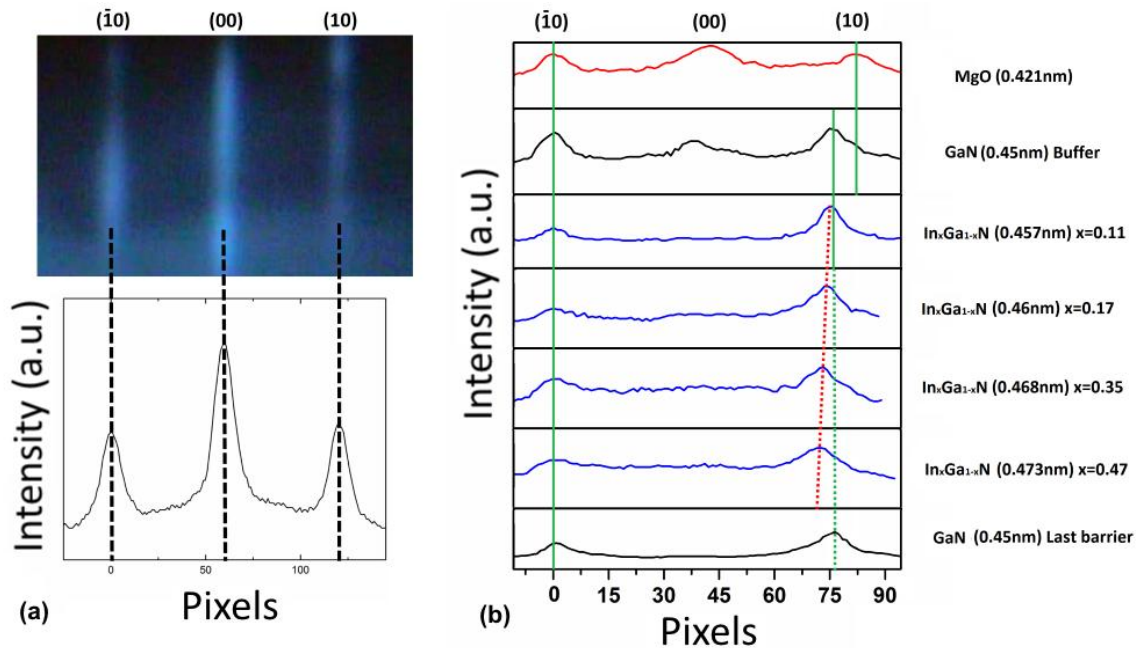 (1̄0) (00) (10)
Intensity (a.u.)
0 50 100
Pixels
(a)
(1̄0) (00) (10)
MgO (0.421nm)
GaN (0.45nm) Buffer
InₓGa₁₋ₓN (0.457nm) x=0.11
InₓGa₁₋ₓN (0.46nm) x=0.17
InₓGa₁₋ₓN (0.468nm) x=0.35
InₓGa₁₋ₓN (0.473nm) x=0.47
GaN (0.45nm) Last barrier
Intensity (a.u.)
0 15 30 45 60 75 90
Pixels
(b)